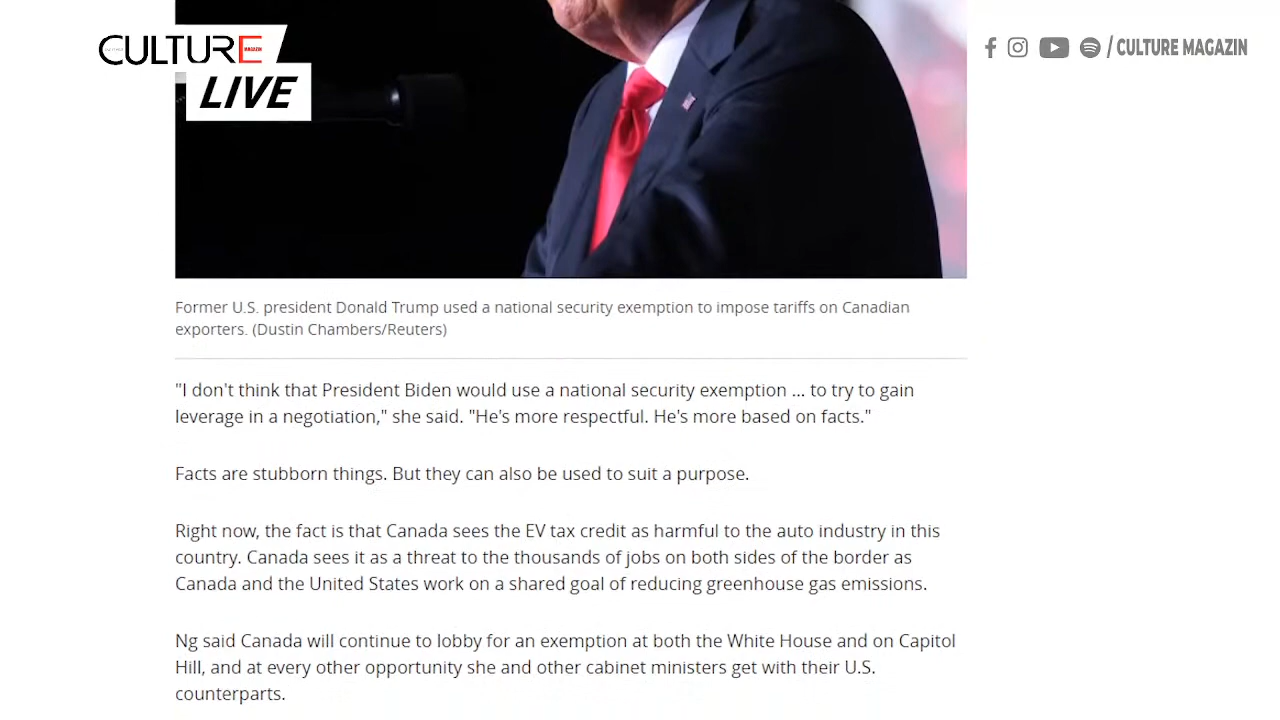 CULTURE MAGAZIN
LIVE
/ CULTURE MAGAZIN
Former U.S. president Donald Trump used a national security exemption to impose tariffs on Canadian
exporters. (Dustin Chambers/Reuters)
"I don't think that President Biden would use a national security exemption ... to try to gain
leverage in a negotiation," she said. "He's more respectful. He's more based on facts."
Facts are stubborn things. But they can also be used to suit a purpose.
Right now, the fact is that Canada sees the EV tax credit as harmful to the auto industry in this
country. Canada sees it as a threat to the thousands of jobs on both sides of the border as
Canada and the United States work on a shared goal of reducing greenhouse gas emissions.
Ng said Canada will continue to lobby for an exemption at both the White House and on Capitol
Hill, and at every other opportunity she and other cabinet ministers get with their U.S.
counterparts.